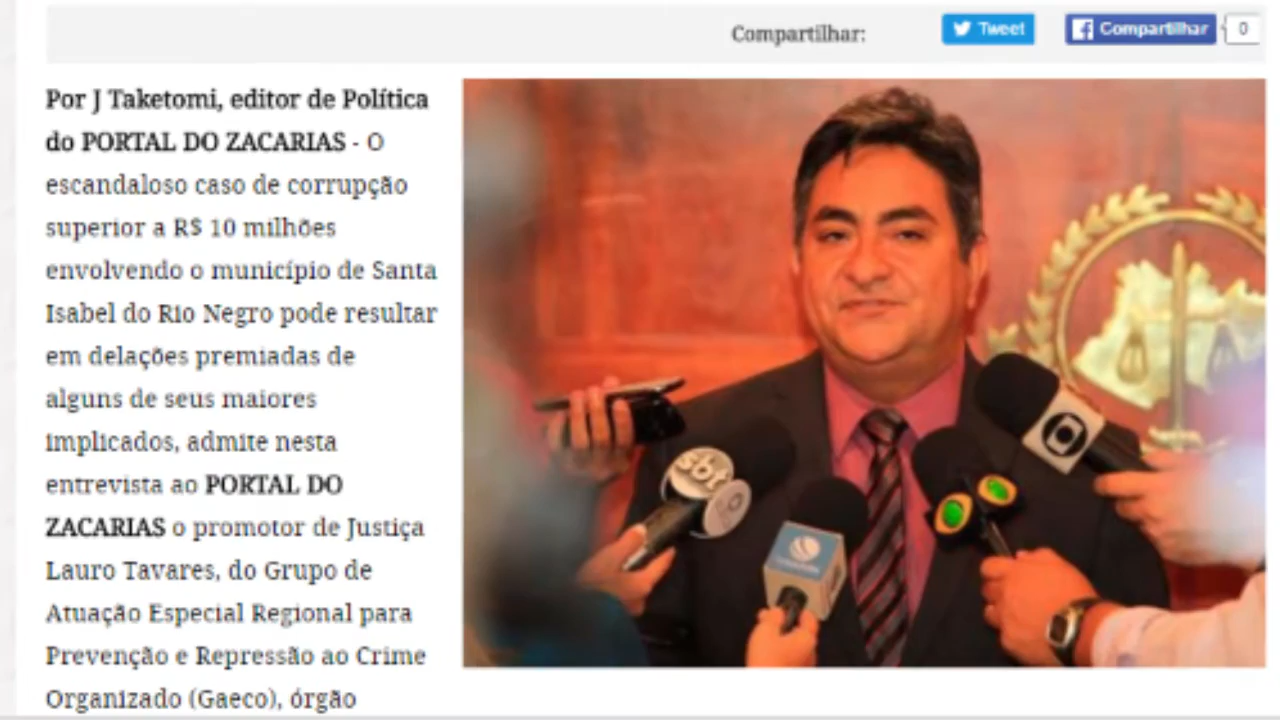 Compartilhar:
Tweet
Compartilhar
0
Por J Taketomi, editor de Política
do PORTAL DO ZACARIAS - O
escandaloso caso de corrupção
superior a R$ 10 milhões
envolvendo o município de Santa
Isabel do Rio Negro pode resultar
em delações premiadas de
alguns de seus maiores
implicados, admite nesta
entrevista ao PORTAL DO
ZACARIAS o promotor de Justiça
Lauro Tavares, do Grupo de
Atuação Especial Regional para
Prevenção e Repressão ao Crime
Organizado (Gaeco), órgão
sbt